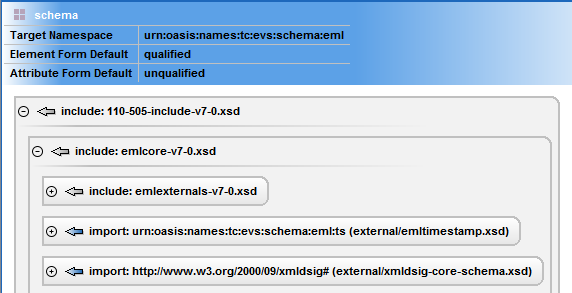 schema
Target Namespace urn:oasis:names:tc:evs:schema:eml
Element Form Default qualified
Attribute Form Default unqualified
include: 110-505-include-v7-0.xsd
include: emlcore-v7-0.xsd
include: emlexternals-v7-0.xsd
import: urn:oasis:names:tc:evs:schema:eml:ts (external/emltimestamp.xsd)
import: http://www.w3.org/2000/09/xmldsig# (external/xmldsig-core-schema.xsd)